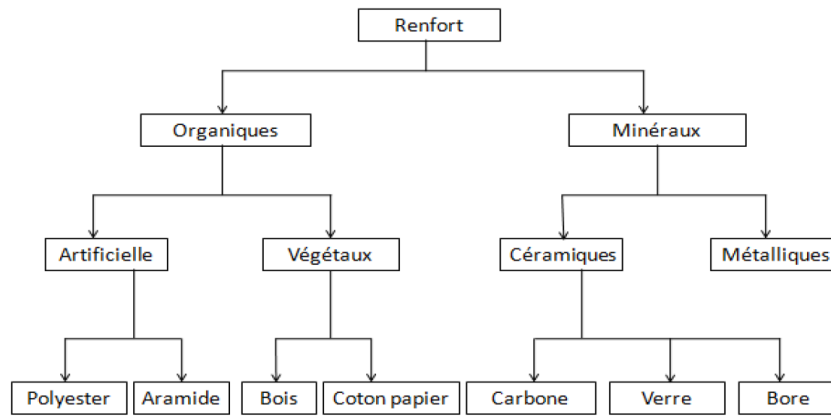 Renfort
Organiques
Minéraux
Artificielle
Végétaux
Céramiques
Métalliques
Polyester
Aramide
Bois
Coton papier
Carbone
Verre
Bore